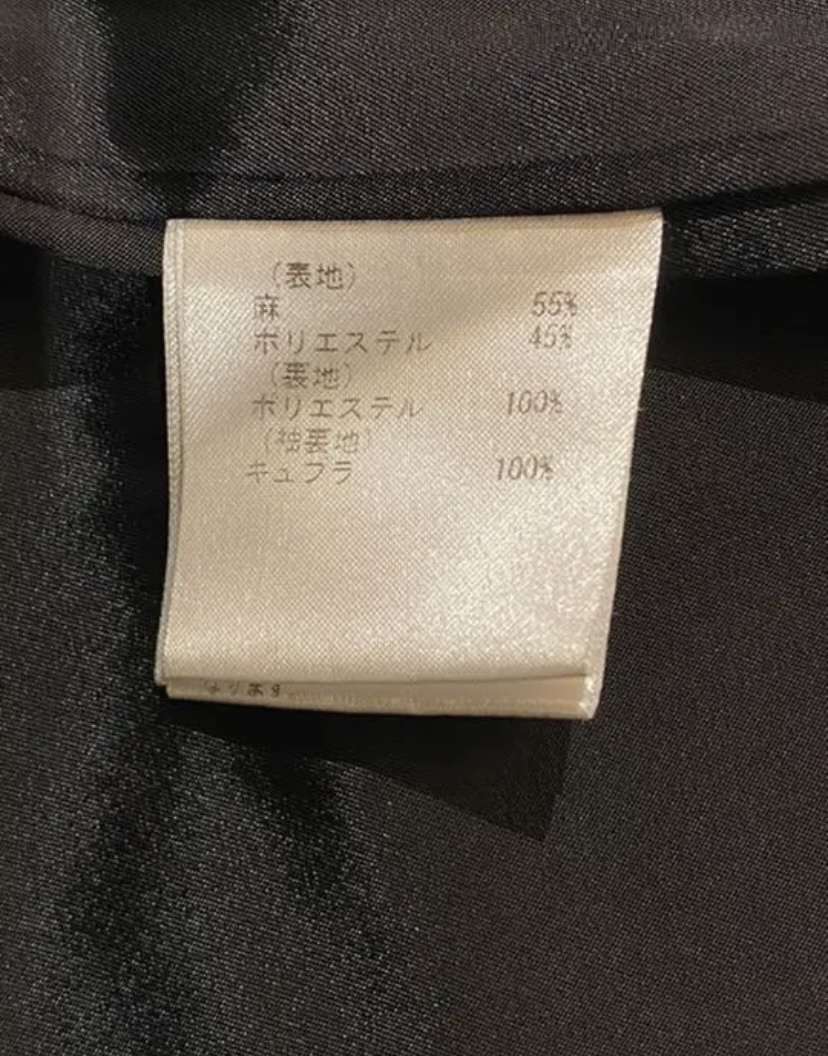 (表地)
麻 55%
ポリエステル 45%
(表地)
ポリエステル 100%
(袖裏地)
キュプラ 100%